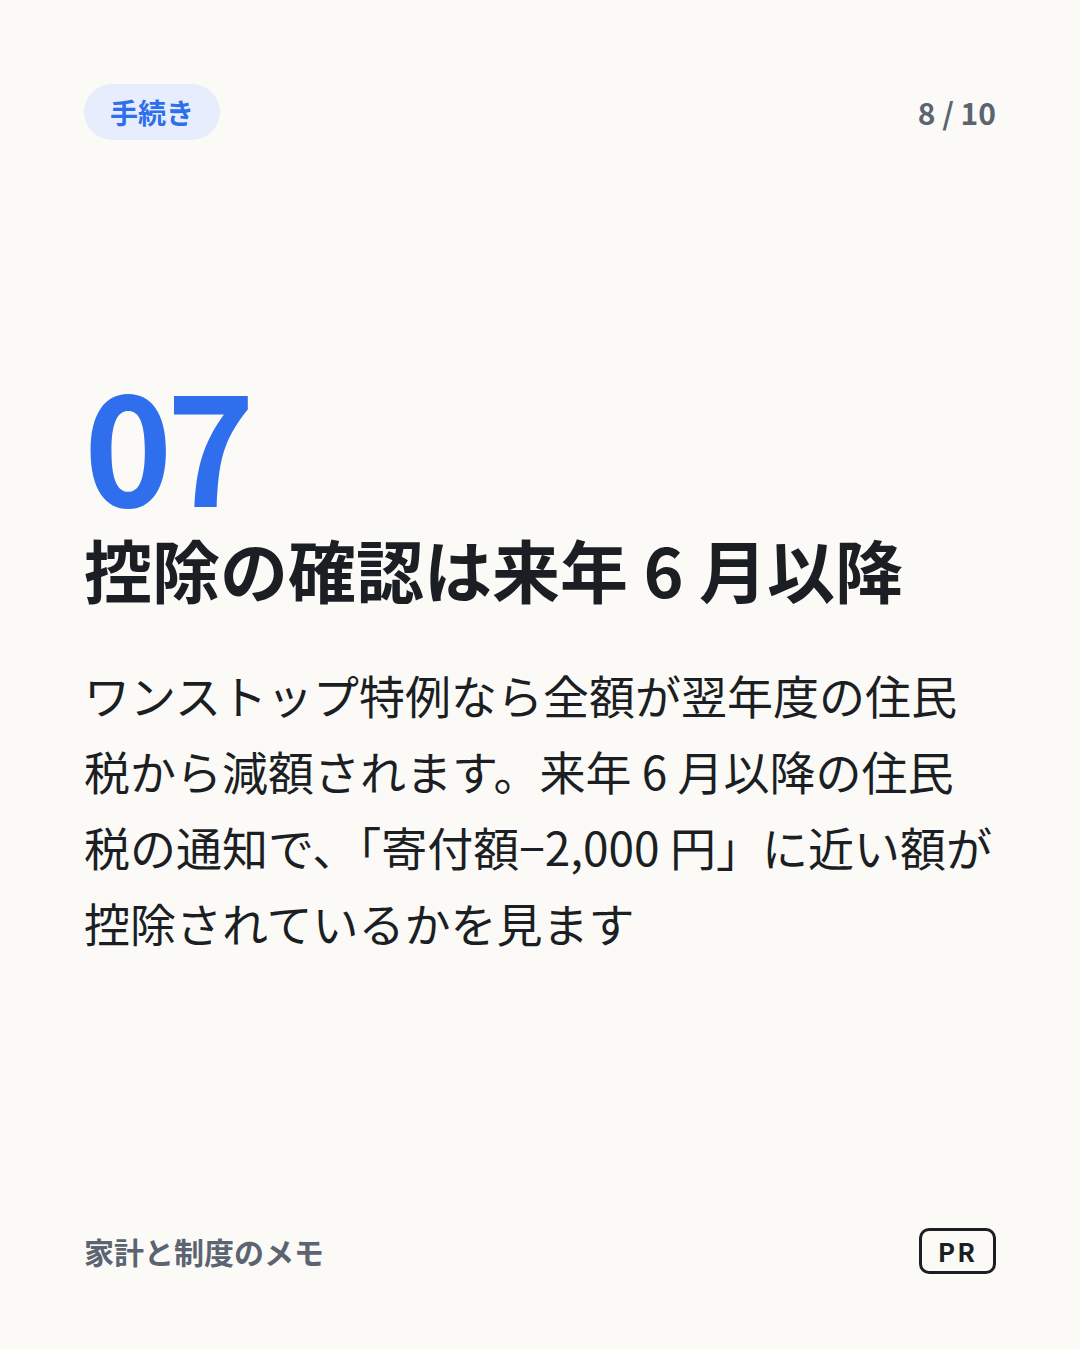 手続き
8 / 10
07
控除の確認は来年 6 月以降
ワンストップ特例なら全額が翌年度の住民
税から減額されます。来年 6 月以降の住民
税の通知で、「寄付額−2,000 円」に近い額が
控除されているかを見ます
家計と制度のメモ
PR